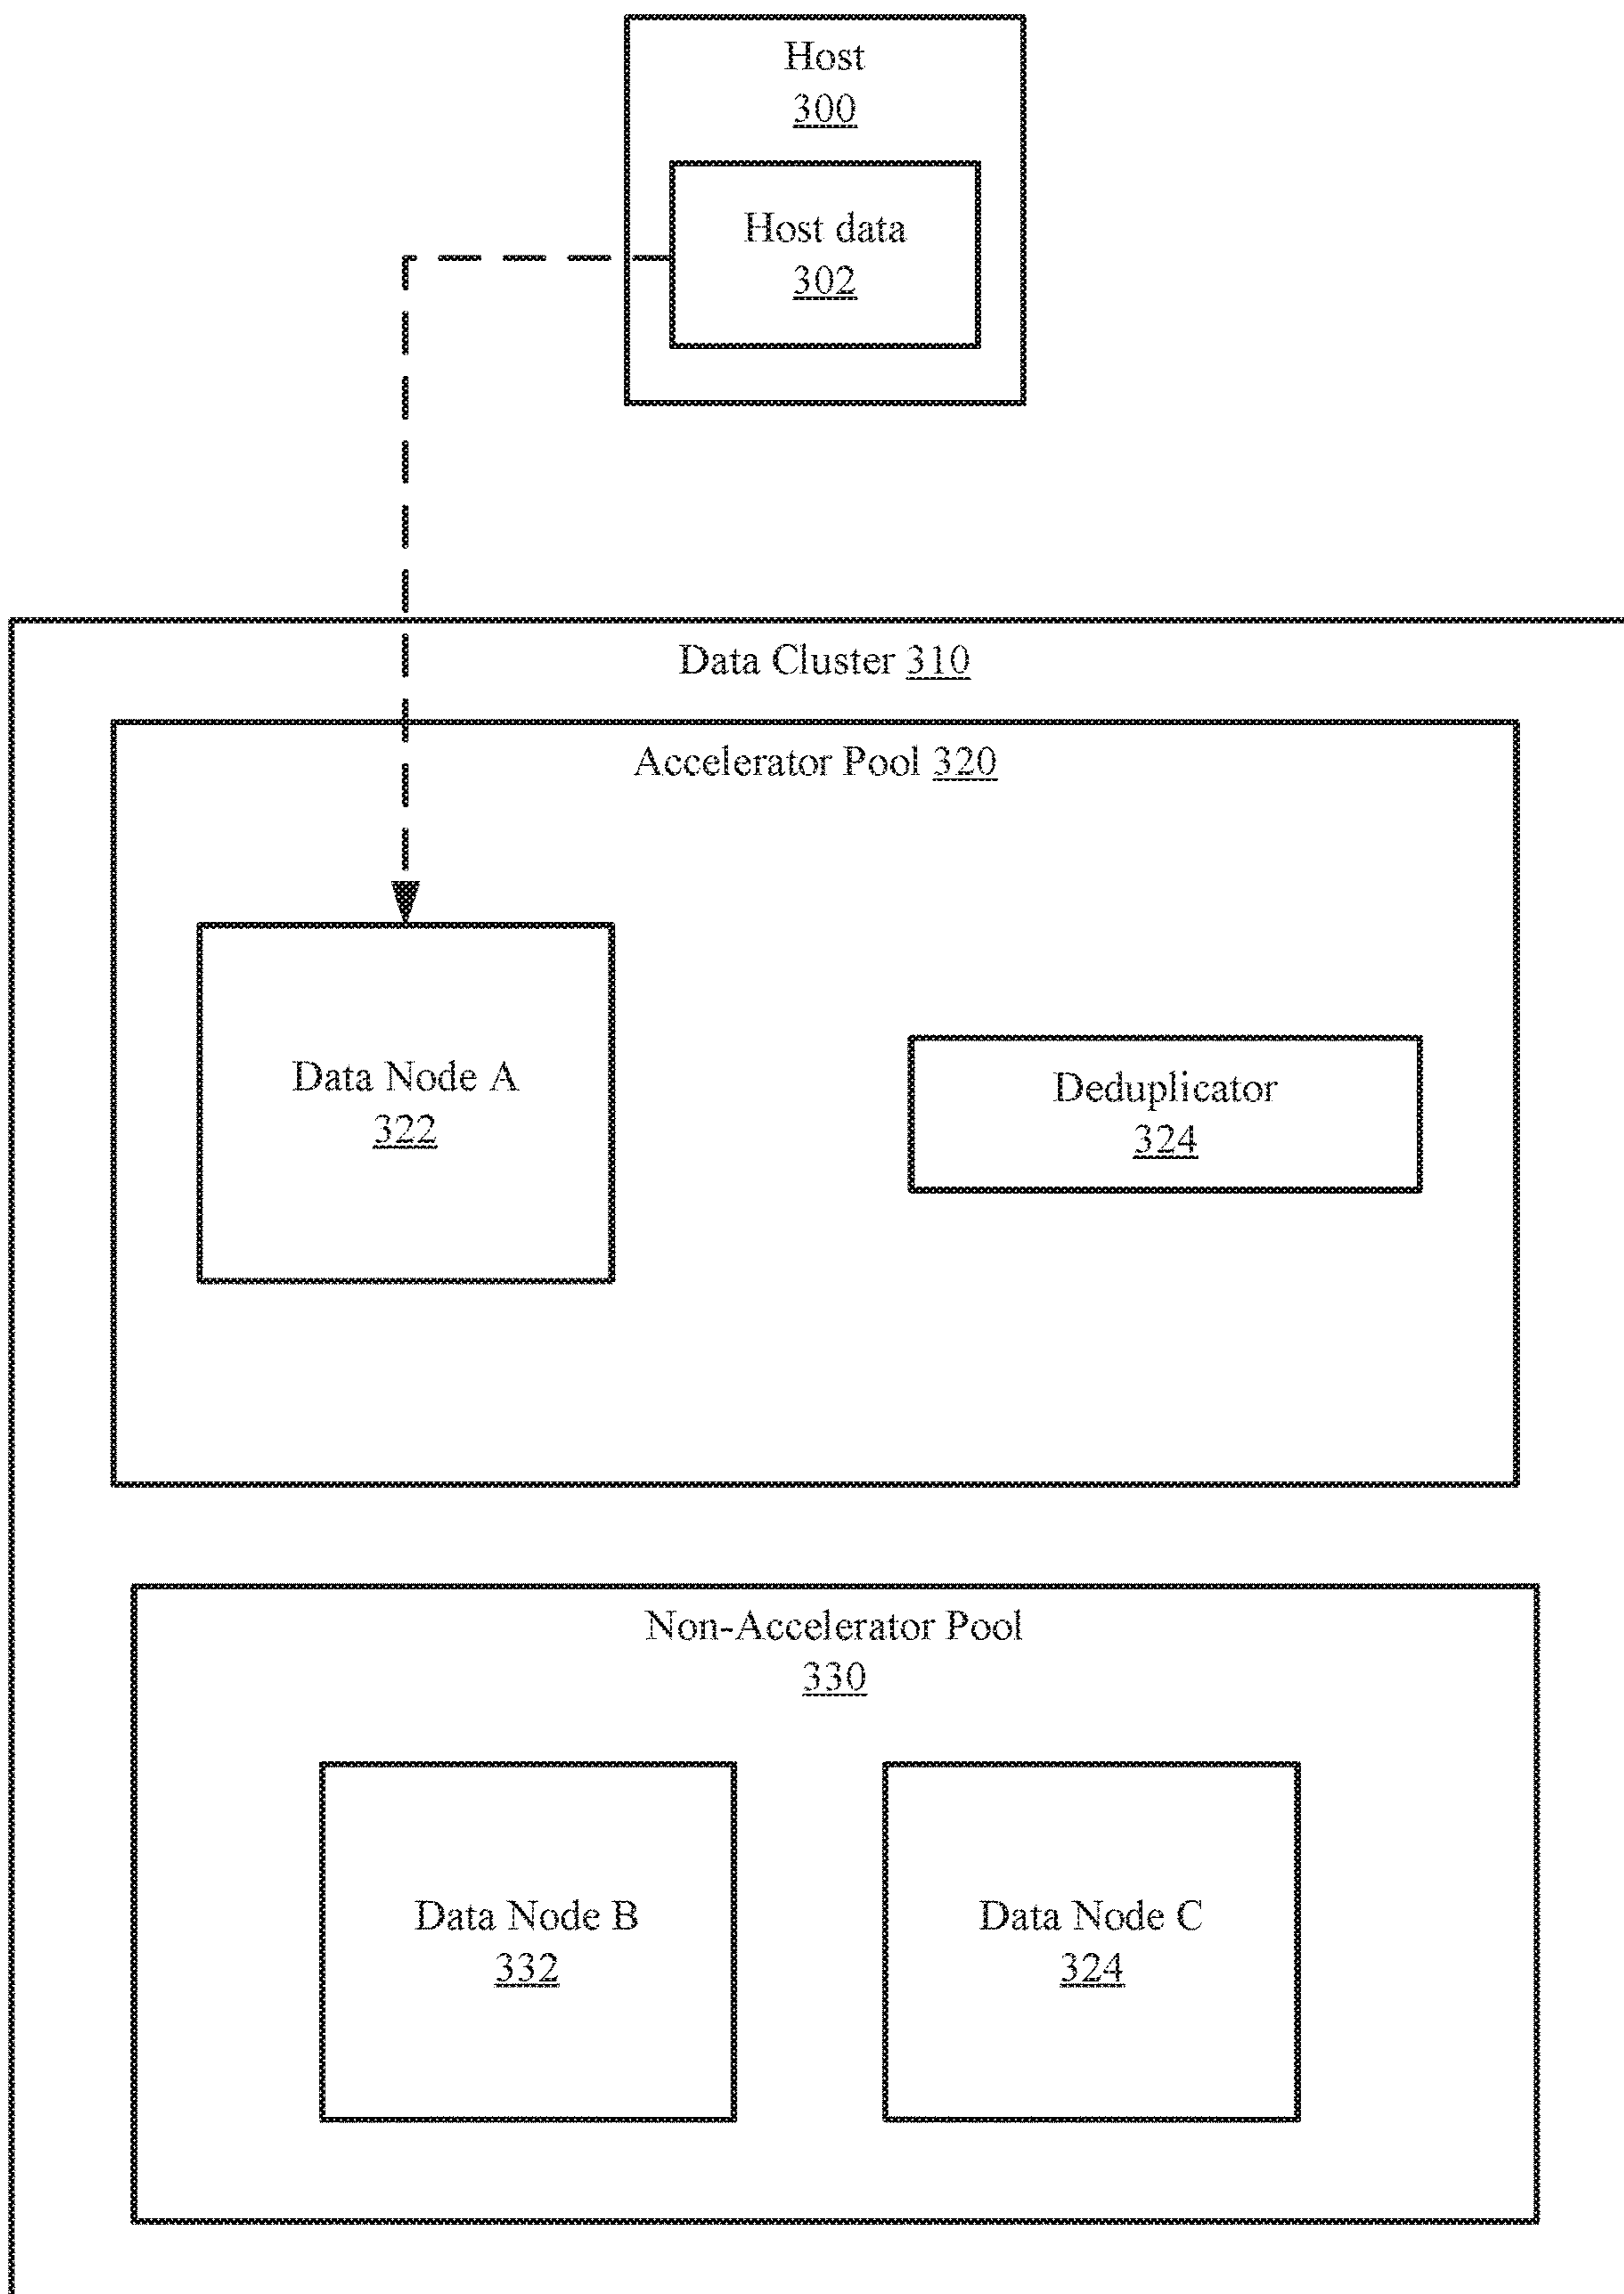 Host
300
Host data
302
Data Cluster 310
Accelerator Pool 320
Data Node A
322
Deduplicator
324
Non-Accelerator Pool
330
Data Node B
332
Data Node C
324